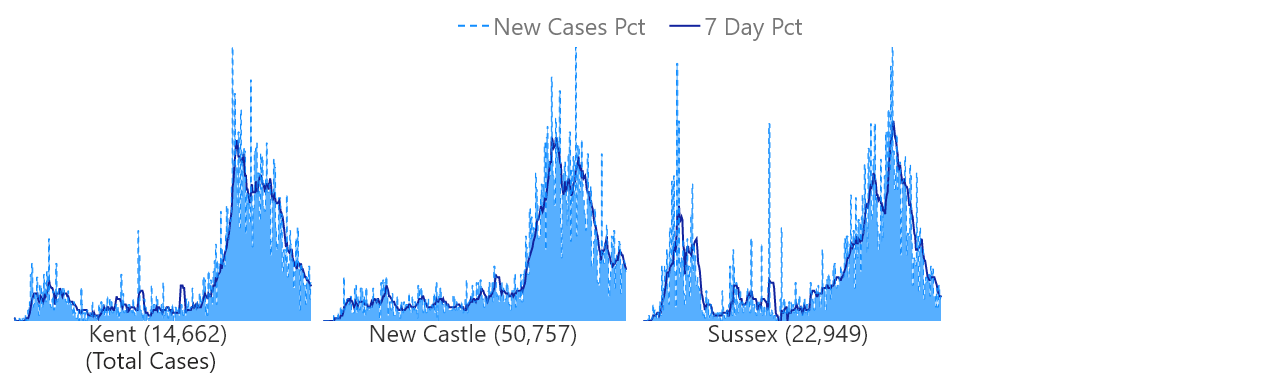 New Cases Pct 7 Day Pct
Kent (14,662) New Castle (50,757) Sussex (22,949)
(Total Cases)